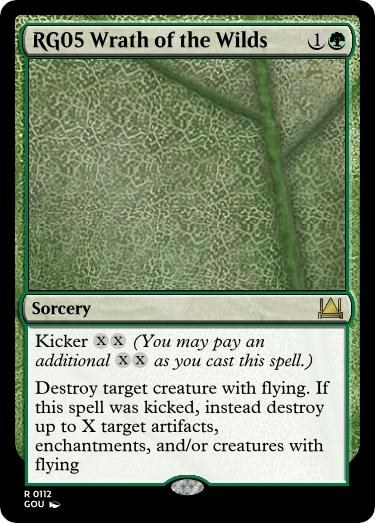 RG05 Wrath of the Wilds 1
Sorcery
Kicker X X (You may pay an
additional X X as you cast this spell.)
Destroy target creature with flying. If
this spell was kicked, instead destroy
up to X target artifacts,
enchantments, and/or creatures with
flying
R 0112
GOU